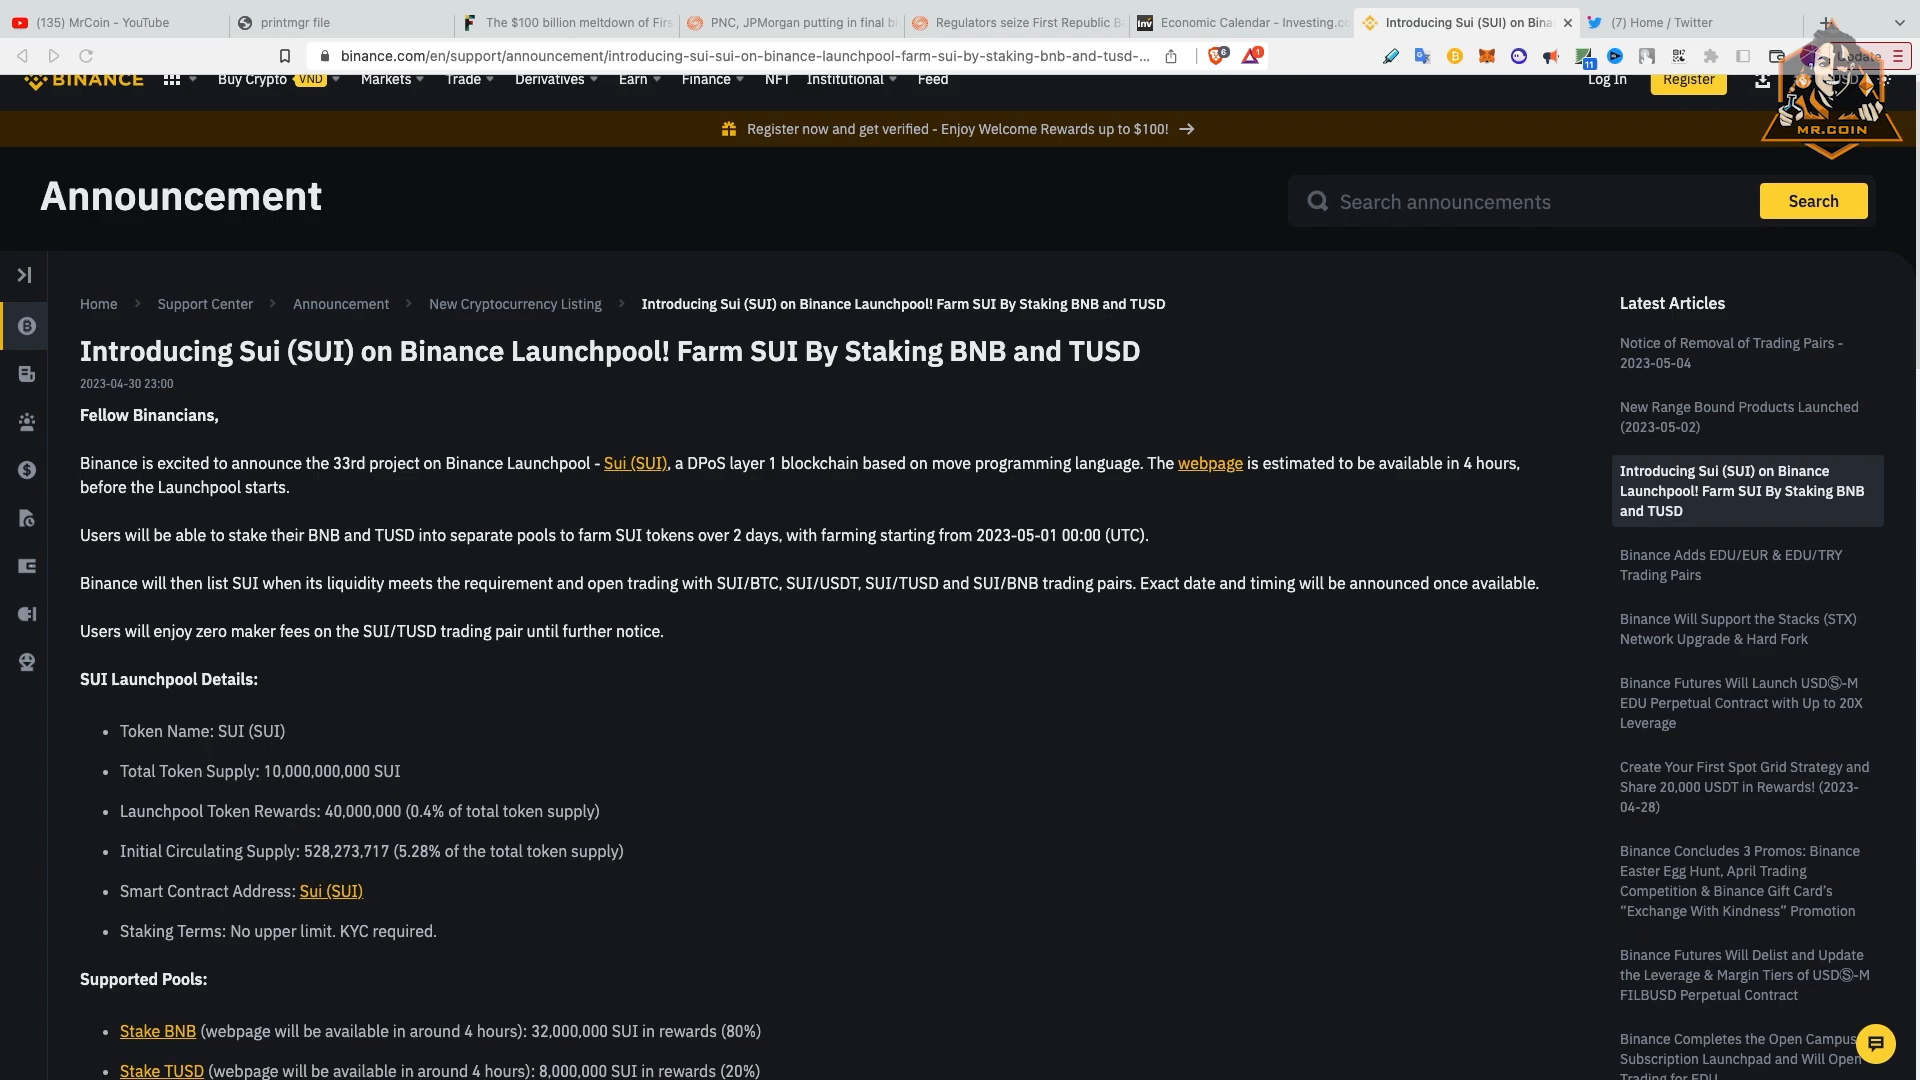 (135) MrCoin - YouTube
printmgr file
The $100 billion meltdown of Firs
PNC, JPMorgan putting in final b
Regulators seize First Republic B
Economic Calendar - Investing.co
Introducing Sui (SUI) on Bina
(7) Home / Twitter
binance.com/en/support/announcement/introducing-sui-sui-on-binance-launchpool-farm-sui-by-staking-bnb-and-tusd-...
6
1
11
Update
BINANCE
Buy Crypto
VND
Markets
Trade
Derivatives
Earn
Finance
NFT
Institutional
Feed
Log In
Register
USD
MR.COIN
Register now and get verified - Enjoy Welcome Rewards up to $100!
Announcement
Search announcements
Search
Home
Support Center
Announcement
New Cryptocurrency Listing
Introducing Sui (SUI) on Binance Launchpool! Farm SUI By Staking BNB and TUSD
Introducing Sui (SUI) on Binance Launchpool! Farm SUI By Staking BNB and TUSD
2023-04-30 23:00
Fellow Binancians,
Binance is excited to announce the 33rd project on Binance Launchpool - Sui (SUI), a DPoS layer 1 blockchain based on move programming language. The webpage is estimated to be available in 4 hours,
before the Launchpool starts.
Users will be able to stake their BNB and TUSD into separate pools to farm SUI tokens over 2 days, with farming starting from 2023-05-01 00:00 (UTC).
Binance will then list SUI when its liquidity meets the requirement and open trading with SUI/BTC, SUI/USDT, SUI/TUSD and SUI/BNB trading pairs. Exact date and timing will be announced once available.
Users will enjoy zero maker fees on the SUI/TUSD trading pair until further notice.
SUI Launchpool Details:
• Token Name: SUI (SUI)
• Total Token Supply: 10,000,000,000 SUI
• Launchpool Token Rewards: 40,000,000 (0.4% of total token supply)
• Initial Circulating Supply: 528,273,717 (5.28% of the total token supply)
• Smart Contract Address: Sui (SUI)
• Staking Terms: No upper limit. KYC required.
Supported Pools:
• Stake BNB (webpage will be available in around 4 hours): 32,000,000 SUI in rewards (80%)
• Stake TUSD (webpage will be available in around 4 hours): 8,000,000 SUI in rewards (20%)
Latest Articles
Notice of Removal of Trading Pairs -
2023-05-04
New Range Bound Products Launched
(2023-05-02)
Introducing Sui (SUI) on Binance
Launchpool! Farm SUI By Staking BNB
and TUSD
Binance Adds EDU/EUR & EDU/TRY
Trading Pairs
Binance Will Support the Stacks (STX)
Network Upgrade & Hard Fork
Binance Futures Will Launch USDⓈ-M
EDU Perpetual Contract with Up to 20X
Leverage
Create Your First Spot Grid Strategy and
Share 20,000 USDT in Rewards! (2023-
04-28)
Binance Concludes 3 Promos: Binance
Easter Egg Hunt, April Trading
Competition & Binance Gift Card's
“Exchange With Kindness” Promotion
Binance Futures Will Delist and Update
the Leverage & Margin Tiers of USDⓈ-M
FILBUSD Perpetual Contract
Binance Completes the Open Campus
Subscription Launchpad and Will Open
Trading for EDU